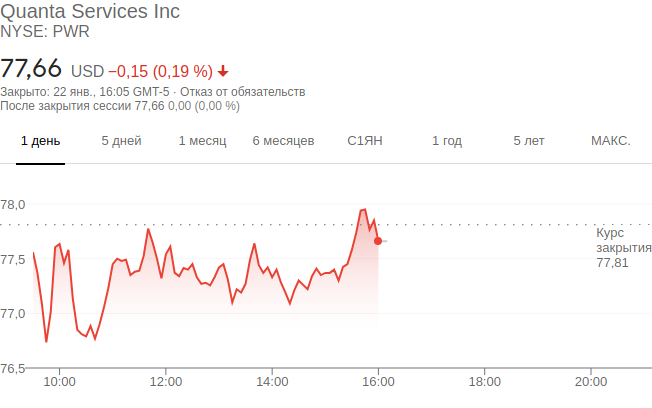 Quanta Services Inc
NYSE: PWR
77,66 USD −0,15 (0,19 %)
Закрыто: 22 янв., 16:05 GMT-5 · Отказ от обязательств
После закрытия сессии 77,66 0,00 (0,00 %)
1 день 5 дней 1 месяц 6 месяцев С1ЯН 1 год 5 лет МАКС.
78,0
Курс
закрытия
77,81
77,5
77,0
76,5
10:00 12:00 14:00 16:00 18:00 20:00